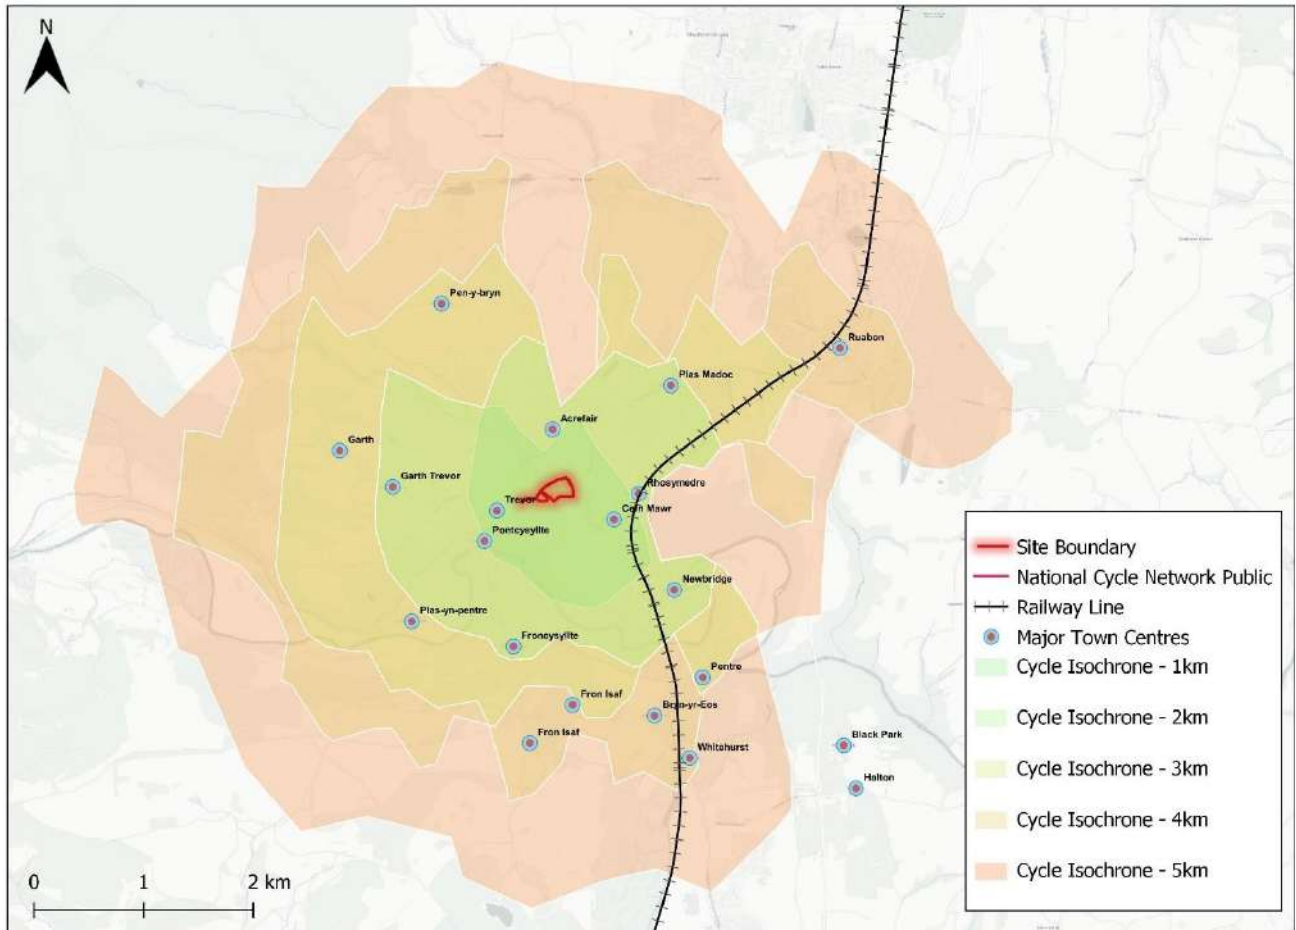 N
Pen-y-bryn
Ruabon
Plas Madoc
Acrefair
Garth
Garth Trevor
Rhosymedre
Trevor
Cefn Mawr
Pontcysyllte
Newbridge
Plas-yn-pentre
Froncysyllte
Pentre
Fron Isaf
Bryn-yr-Eos
Fron Isaf
Whitehurst
Black Park
Halton
Site Boundary
National Cycle Network Public
Railway Line
Major Town Centres
Cycle Isochrone - 1km
Cycle Isochrone - 2km
Cycle Isochrone - 3km
Cycle Isochrone - 4km
Cycle Isochrone - 5km
0 1 2 km